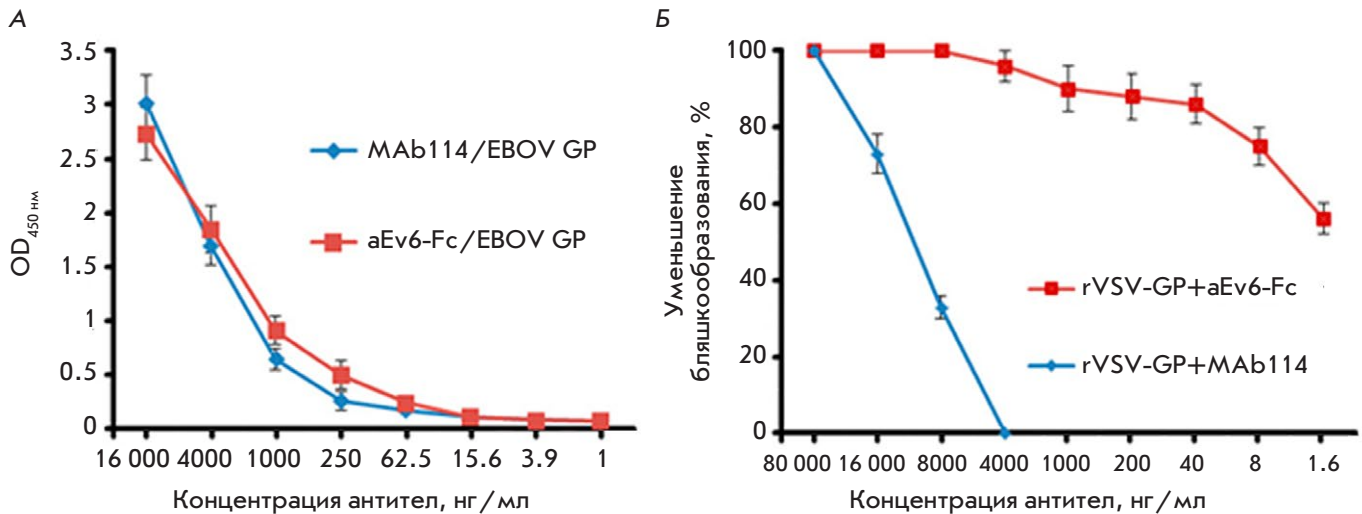 А
3.5
3
2.5
2
1.5
1
0.5
0
OD450 нм
MAb114/EBOV GP
aEv6-Fc/EBOV GP
16 000 4000 1000 250 62.5 15.6 3.9 1
Концентрация антител, нг/мл
Б
100
80
60
40
20
0
Уменьшение
бляшкообразования, %
rVSV-GP+aEv6-Fc
rVSV-GP+MAb114
80 000 16 000 8000 4000 1000 200 40 8 1.6
Концентрация антител, нг/мл